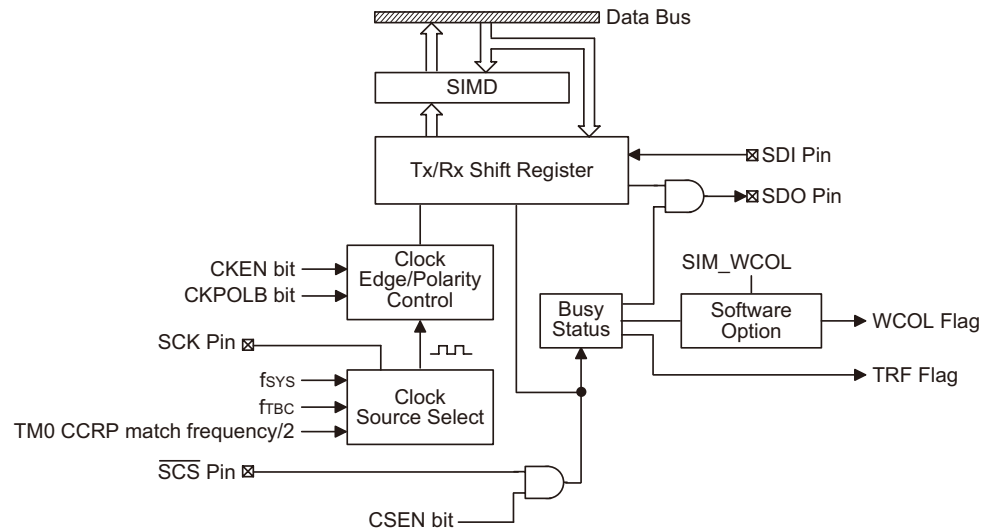 Data Bus
SIMD
Tx/Rx Shift Register
SDI Pin
SDO Pin
CKEN bit
CKPOLB bit
Clock
Edge/Polarity
Control
SIM_WCOL
Busy
Status
Software
Option
WCOL Flag
TRF Flag
SCK Pin
fSYS
fTBC
TM0 CCRP match frequency/2
Clock
Source Select
SCS Pin
CSEN bit